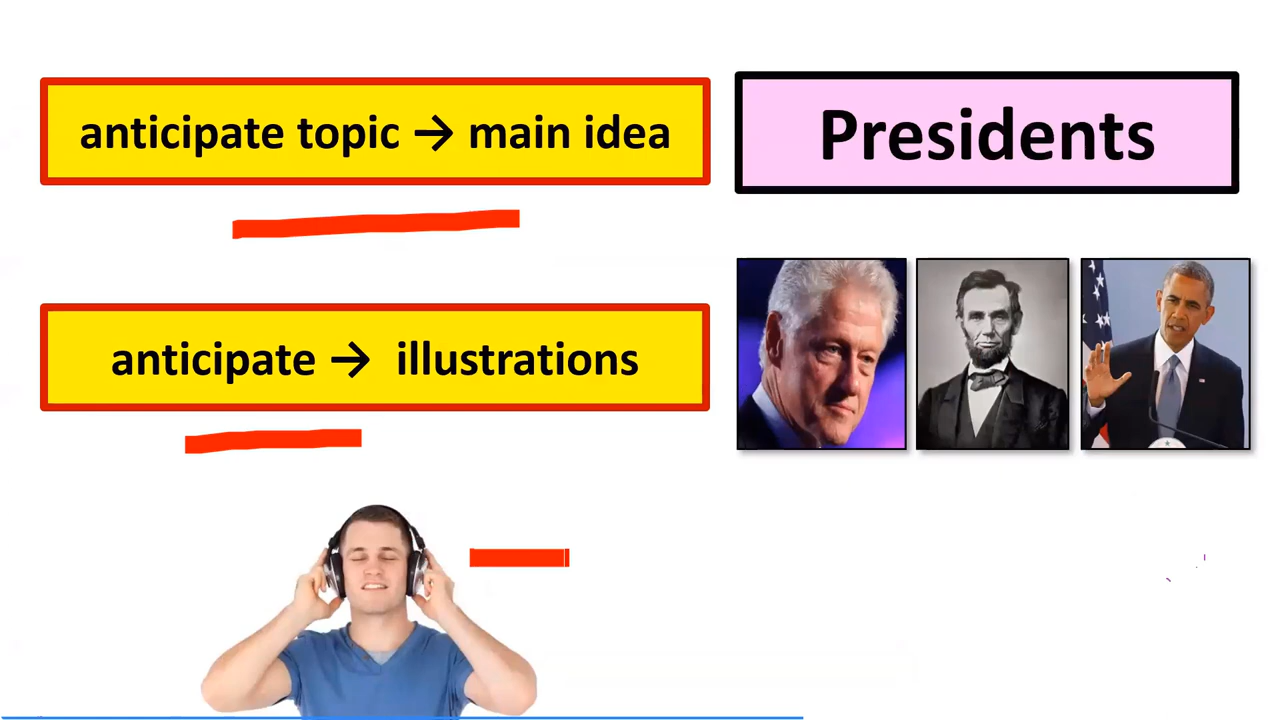 anticipate topic → main idea
Presidents
anticipate → illustrations